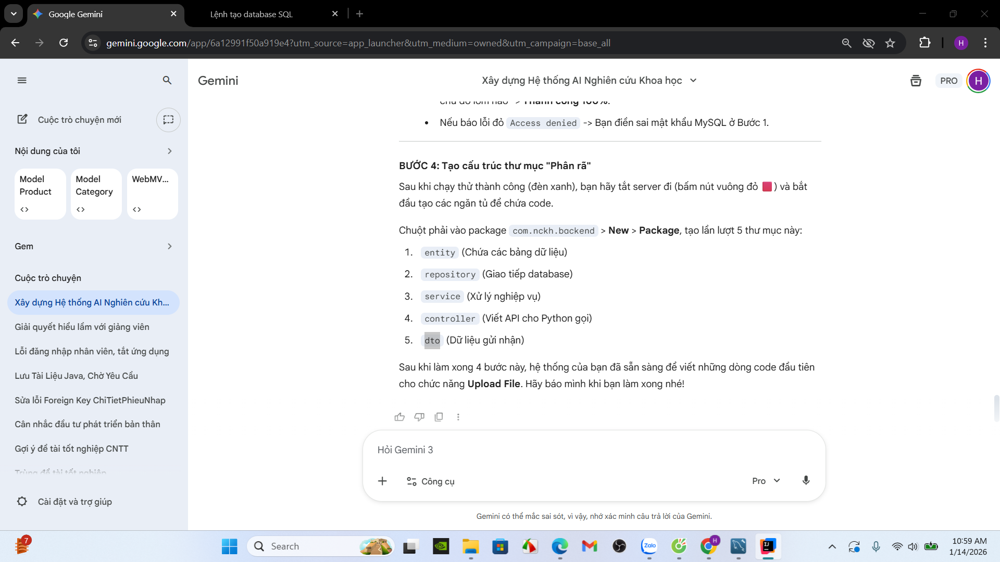 Google Gemini
Lệnh tạo database SQL
gemini.google.com/app/6a12991f50a919e4?utm_source=app_launcher&utm_medium=owned&utm_campaign=base_all
H
Gemini
Xây dựng Hệ thống AI Nghiên cứu Khoa học
PRO
H
Cuộc trò chuyện mới
Nội dung của tôi
Model Product
Model Category
WebMV...
Gem
Cuộc trò chuyện
Xây dựng Hệ thống AI Nghiên cứu Kh...
Giải quyết hiểu lầm với giảng viên
Lỗi đăng nhập nhân viên, tắt ứng dụng
Lưu Tài Liệu Java, Chờ Yêu Cầu
Sửa lỗi Foreign Key ChiTietPhieuNhap
Cân nhắc đầu tư phát triển bản thân
Gợi ý đề tài tốt nghiệp CNTT
Trùng đề tài tốt nghiệp
Cài đặt và trợ giúp
-> Thành công 100%.
• Nếu báo lỗi đỏ Access denied -> Bạn điền sai mật khẩu MySQL ở Bước 1.
BƯỚC 4: Tạo cấu trúc thư mục "Phân rã"
Sau khi chạy thử thành công (đèn xanh), bạn hãy tắt server đi (bấm nút vuông đỏ 🟥) và bắt
đầu tạo các ngăn tủ để chứa code.
Chuột phải vào package com.nckh.backend > New > Package, tạo lần lượt 5 thư mục này:
1. entity (Chứa các bảng dữ liệu)
2. repository (Giao tiếp database)
3. service (Xử lý nghiệp vụ)
4. controller (Viết API cho Python gọi)
5. dto (Dữ liệu gửi nhận)
Sau khi làm xong 4 bước này, hệ thống của bạn đã sẵn sàng để viết những dòng code đầu tiên
cho chức năng Upload File. Hãy báo mình khi bạn làm xong nhé!
Hỏi Gemini 3
Công cụ
Pro
Gemini có thể mắc sai sót, vì vậy, nhớ xác minh câu trả lời của Gemini.
7
Search
Zalo
H
IJ
10:59 AM
1/14/2026